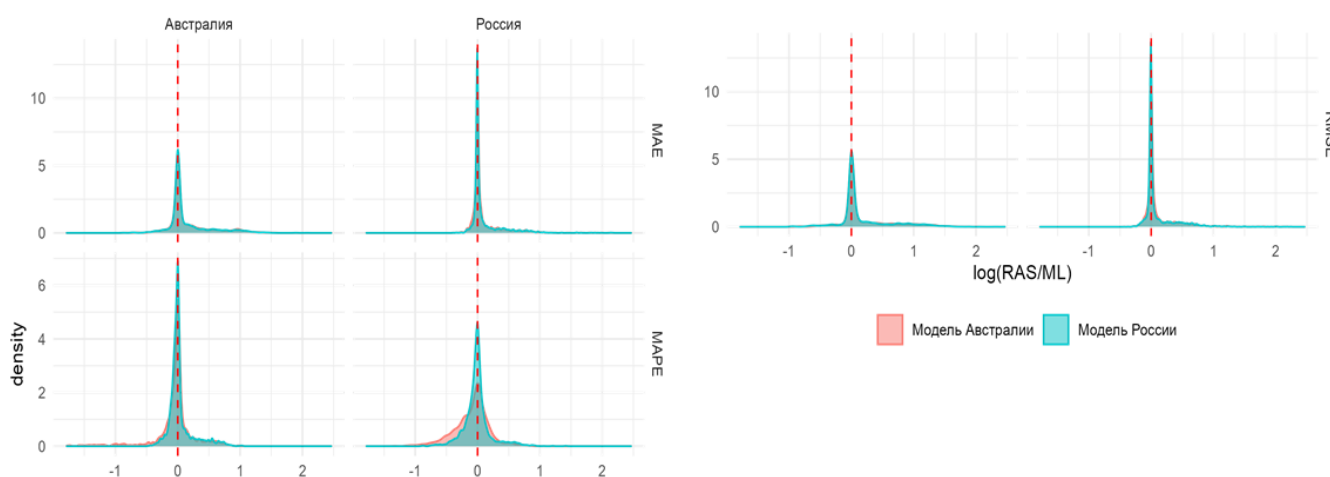 Австралия
Россия
10
5
0
MAE
6
4
2
0
MAPE
density
-1 0 1 2
-1 0 1 2
10
5
0
-1 0 1 2
-1 0 1 2
log(RAS/ML)
Модель Австралии
Модель России